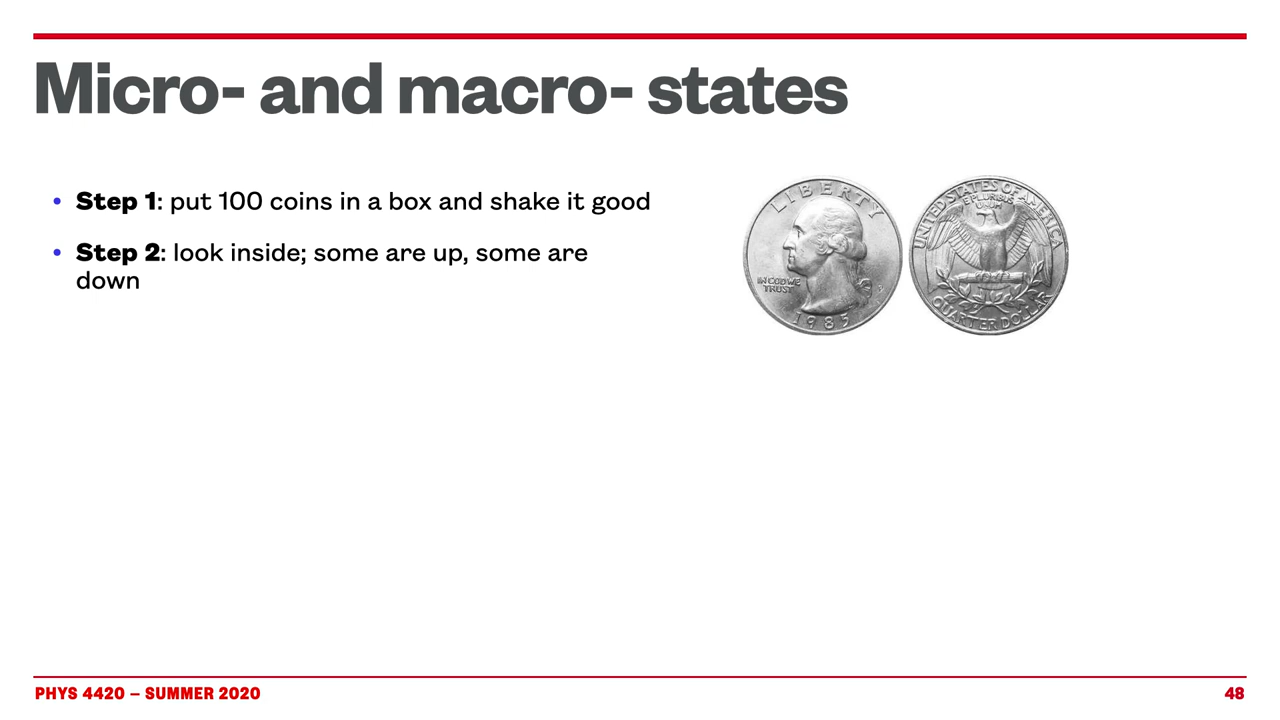 Micro- and macro- states
• Step 1: put 100 coins in a box and shake it good
• Step 2: look inside; some are up, some are
down
LIBERTY
IN GOD WE
TRUST
1985
UNITED STATES OF AMERICA
E PLURIBUS
UNUM
QUARTER DOLLAR
PHYS 4420 – SUMMER 2020
48